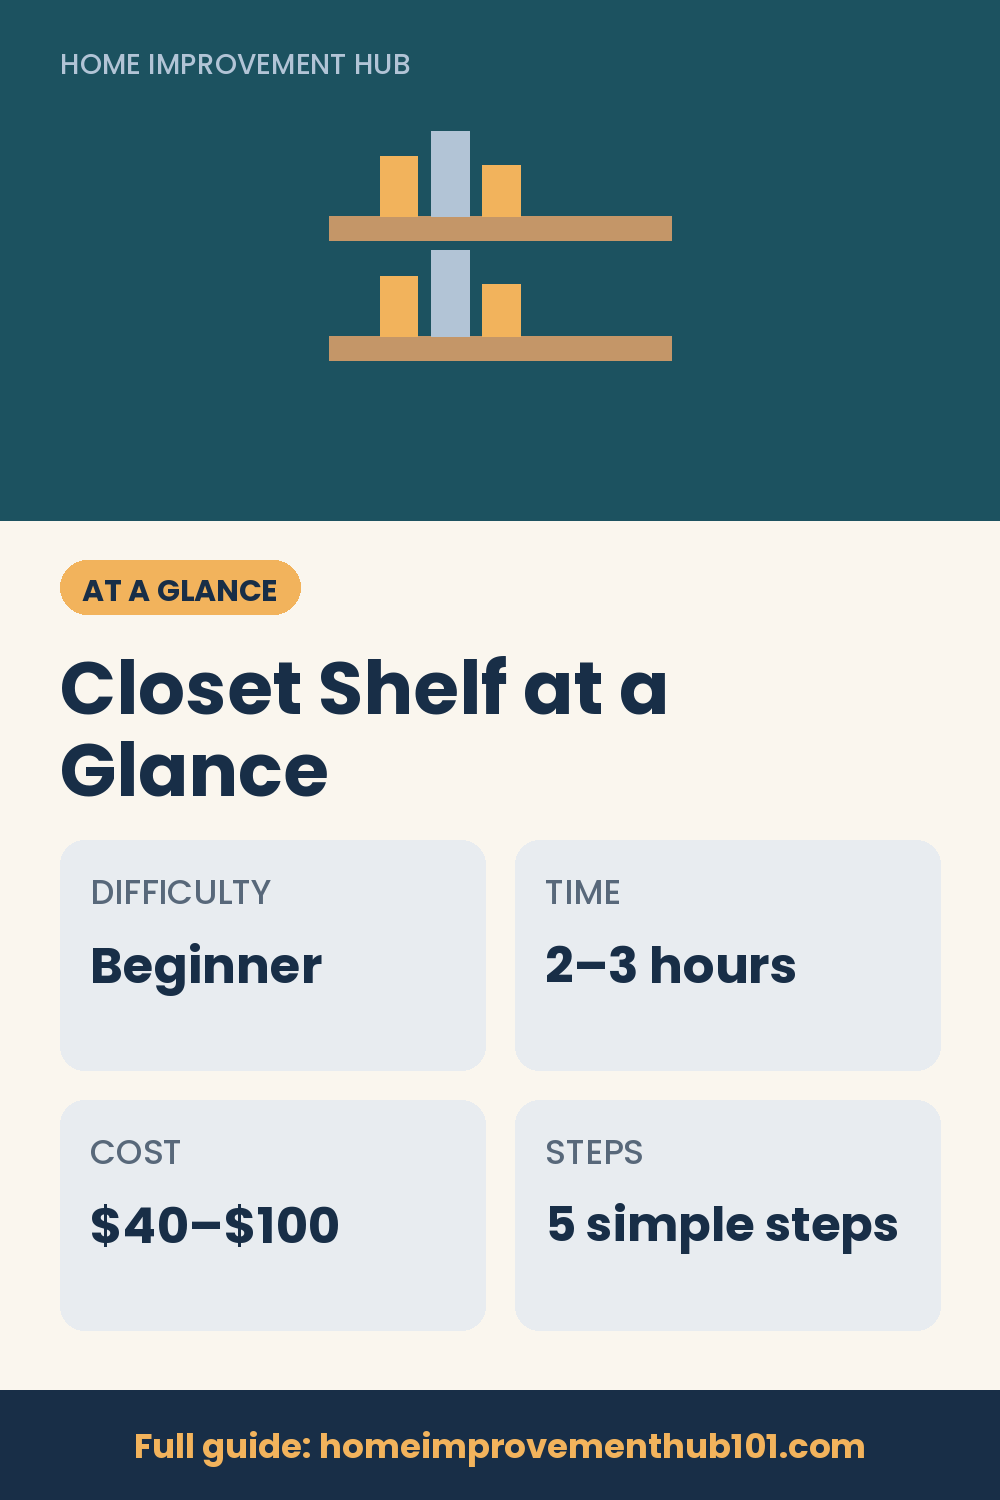 HOME IMPROVEMENT HUB
AT A GLANCE
Closet Shelf at a
Glance
DIFFICULTY
Beginner
TIME
2–3 hours
COST
$40–$100
STEPS
5 simple steps
Full guide: homeimprovementhub101.com